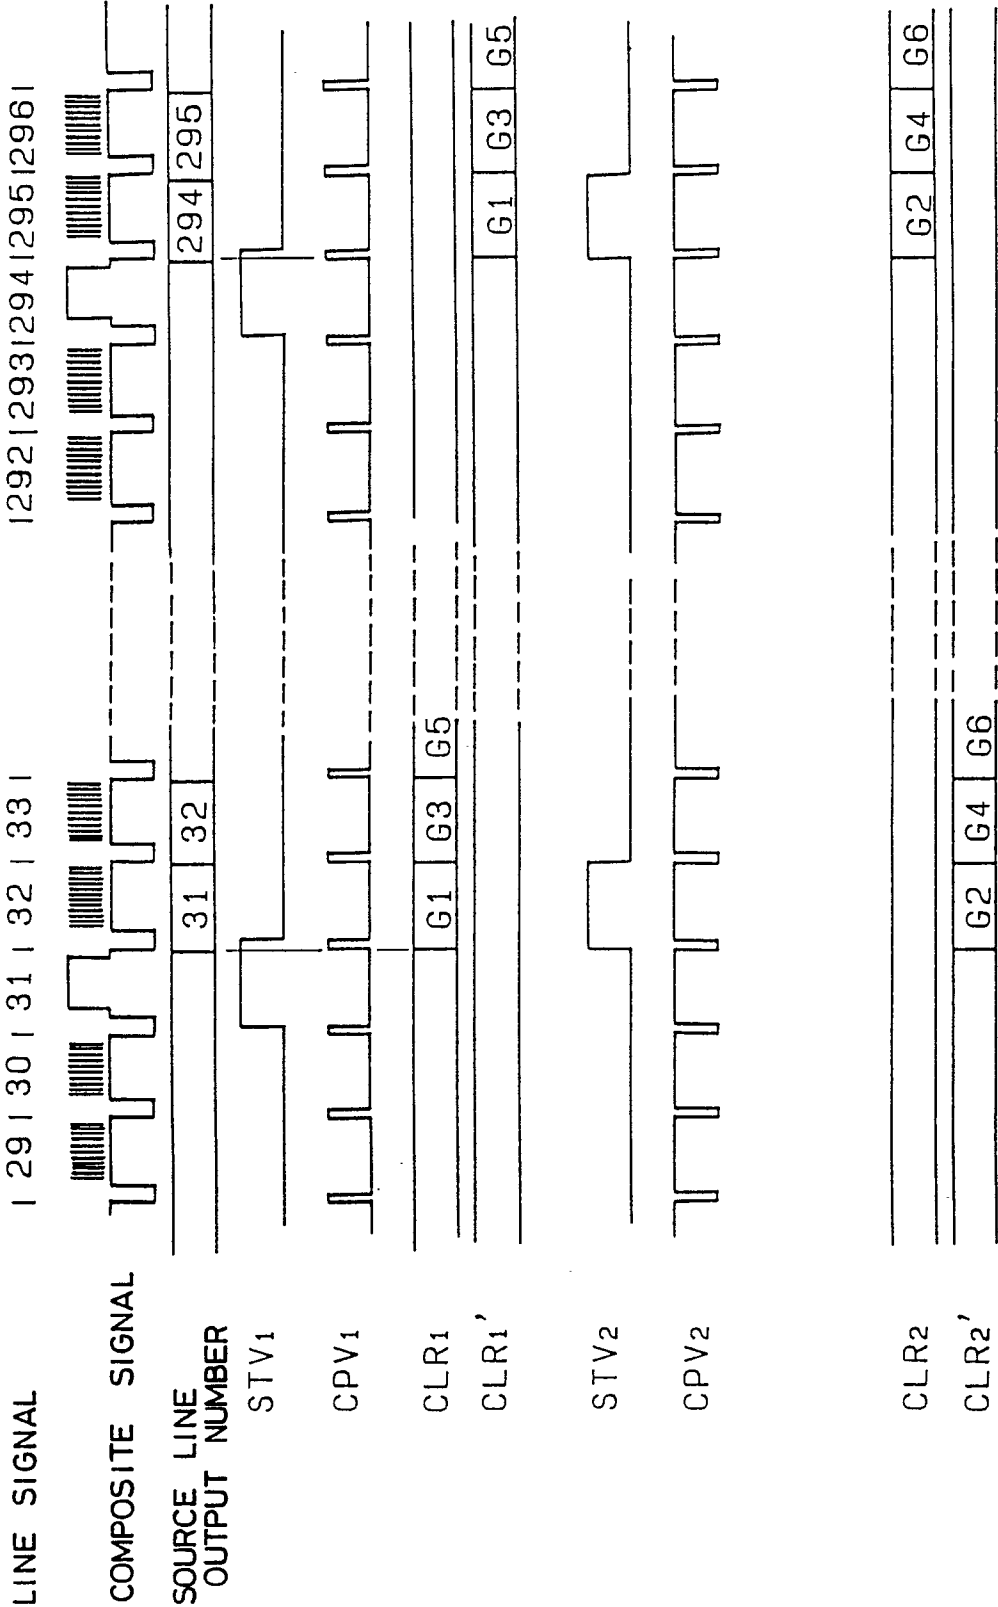 LINE SIGNAL | 29 | 30 | 31 | 32 | 33 | | 292 | 293 | 294 | 295 | 296 |
COMPOSITE SIGNAL
SOURCE LINE OUTPUT NUMBER 31 32 294 295
STV1
CPV1
CLR1 G1 G3 G5
CLR1' G1 G3 G5
STV2
CPV2
CLR2 G2 G4 G6
CLR2' G2 G4 G6